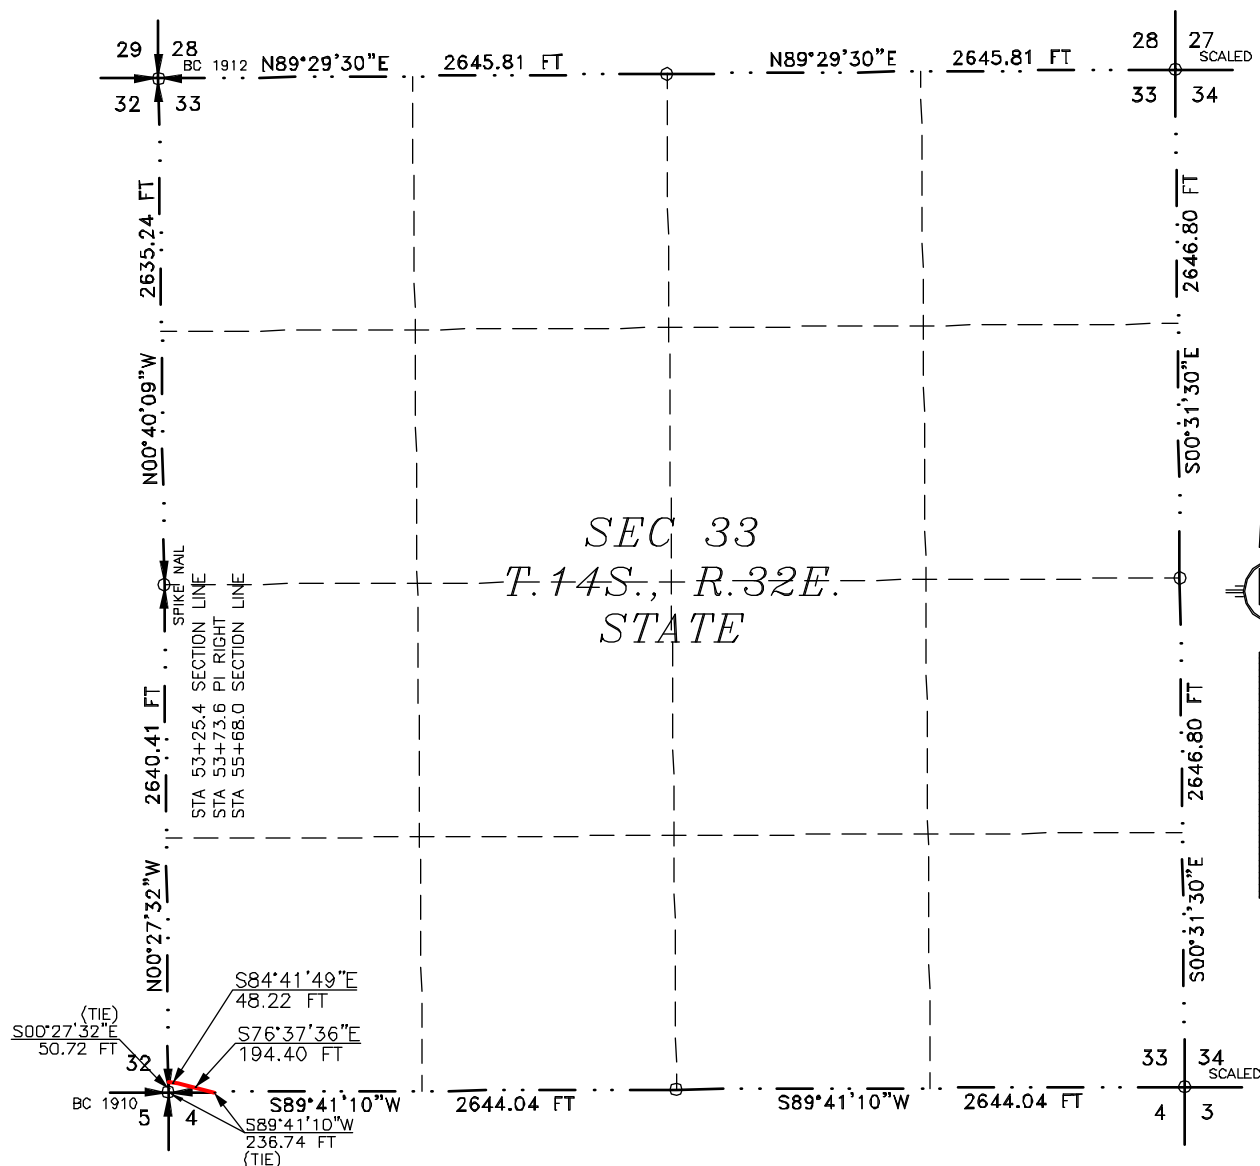 29 28
BC 1912
N89°29'30"E
2645.81 FT
N89°29'30"E
2645.81 FT
28 27
SCALED
32 33
33 34
2635.24 FT
N00°40'09"W
2646.80 FT
S00°31'30"E
SEC 33
T.14S., R.32E.
STATE
SPIKE NAIL
STA 53+25.4 SECTION LINE
STA 53+73.6 PI RIGHT
STA 55+68.0 SECTION LINE
2640.41 FT
N00°27'32"W
2646.80 FT
S00°31'30"E
S84°41'49"E
48.22 FT
(TIE)
S00°27'32"E
50.72 FT
S76°37'36"E
194.40 FT
32
33 34
SCALED
BC 1910
5 4
S89°41'10"W
2644.04 FT
S89°41'10"W
2644.04 FT
4 3
S89°41'10"W
236.74 FT
(TIE)